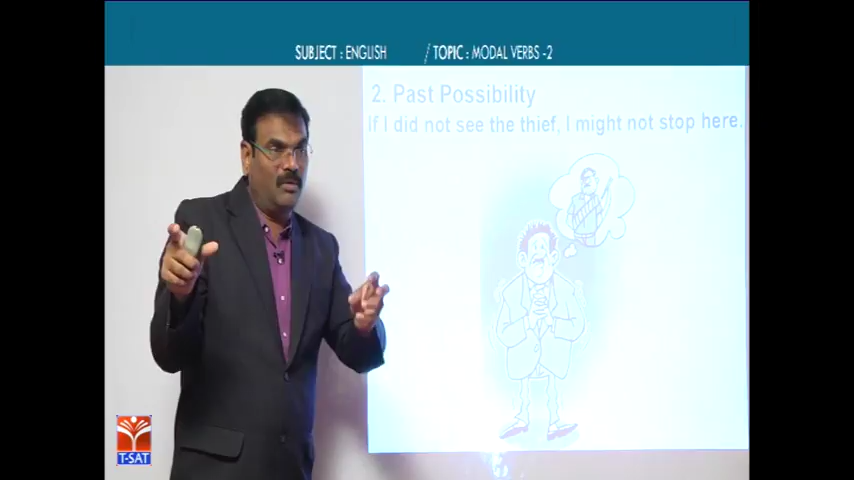 SUBJECT : ENGLISH / TOPIC : MODAL VERBS -2
2. Past Possibility
If I did not see the thief, I might not stop here.
T-SAT